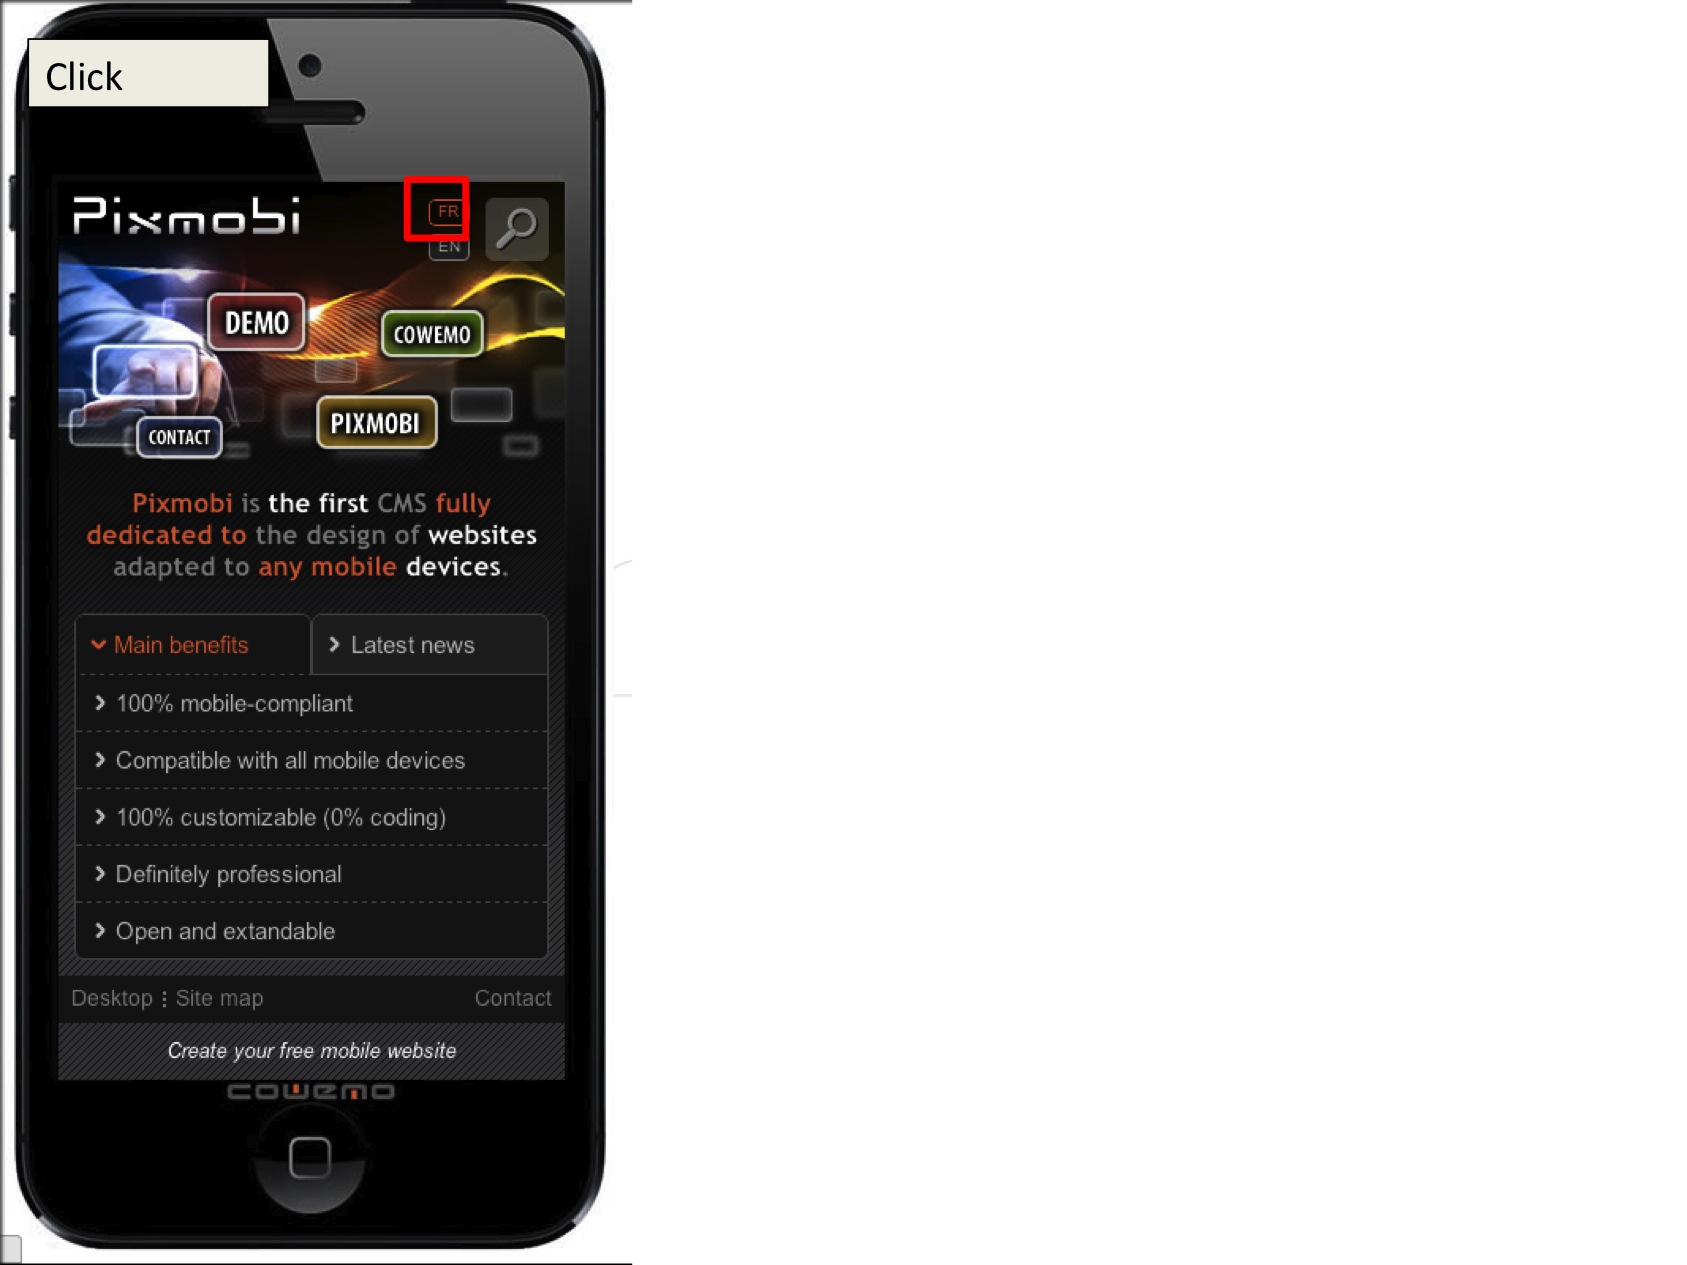 Click
Pixmobi
FR
EN
DEMO
COWEMO
CONTACT
PIXMOBI
Pixmobi is the first CMS fully
dedicated to the design of websites
adapted to any mobile devices.
Main benefits
Latest news
100% mobile-compliant
Compatible with all mobile devices
100% customizable (0% coding)
Definitely professional
Open and extandable
Desktop ⋮ Site map
Contact
Create your free mobile website
cowemo